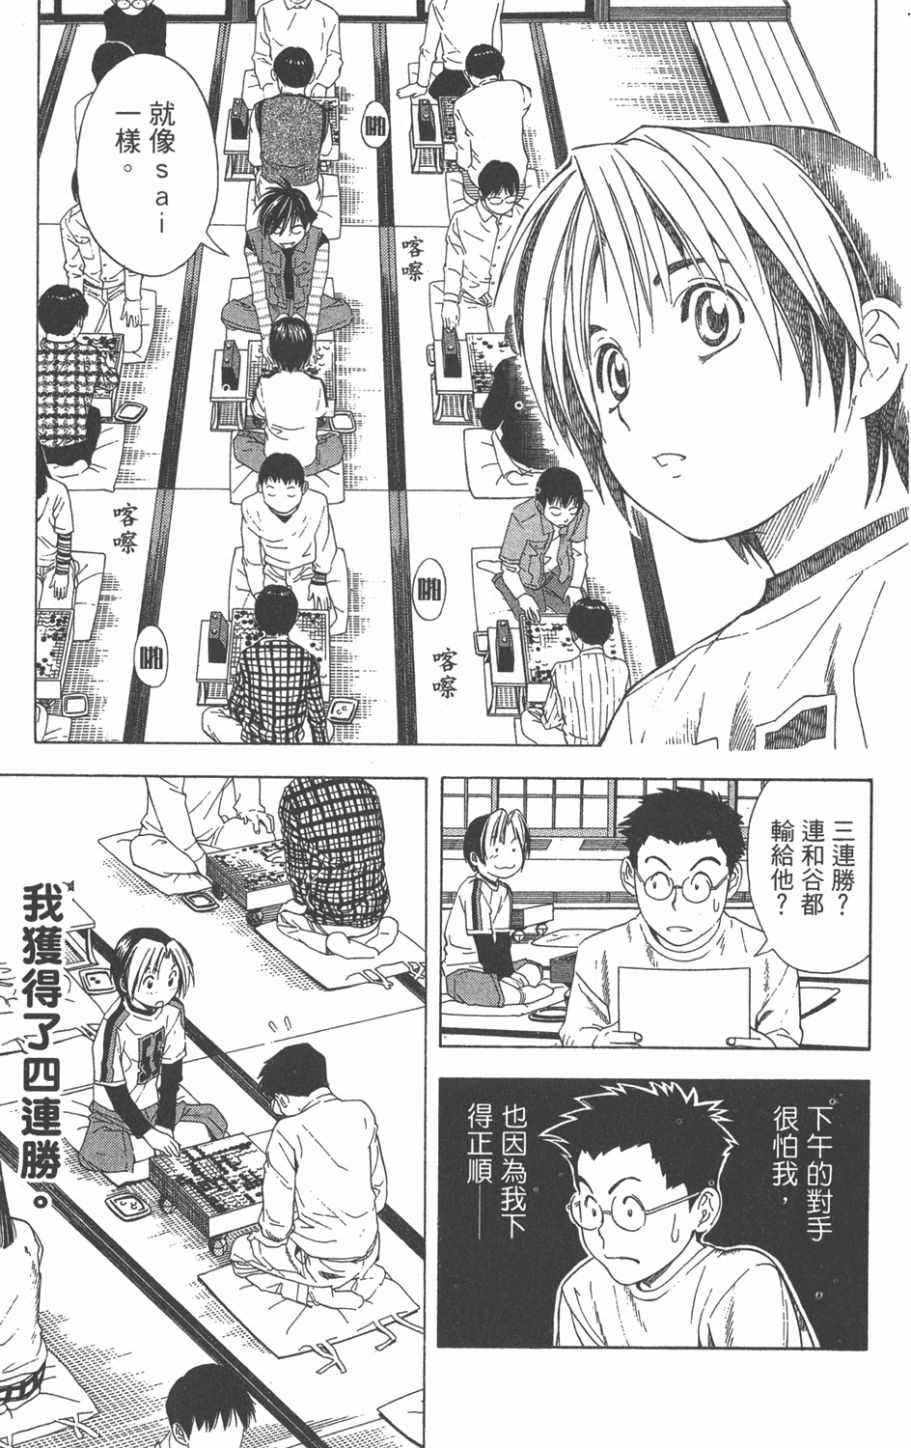 就像sai
一樣。
啪
喀嚓
喀嚓
啪
啪
喀嚓
三連勝？
連和谷都
輸給他？
下午的對手
很怕我，
也因為我下
得正順——
我獲得了四連勝。